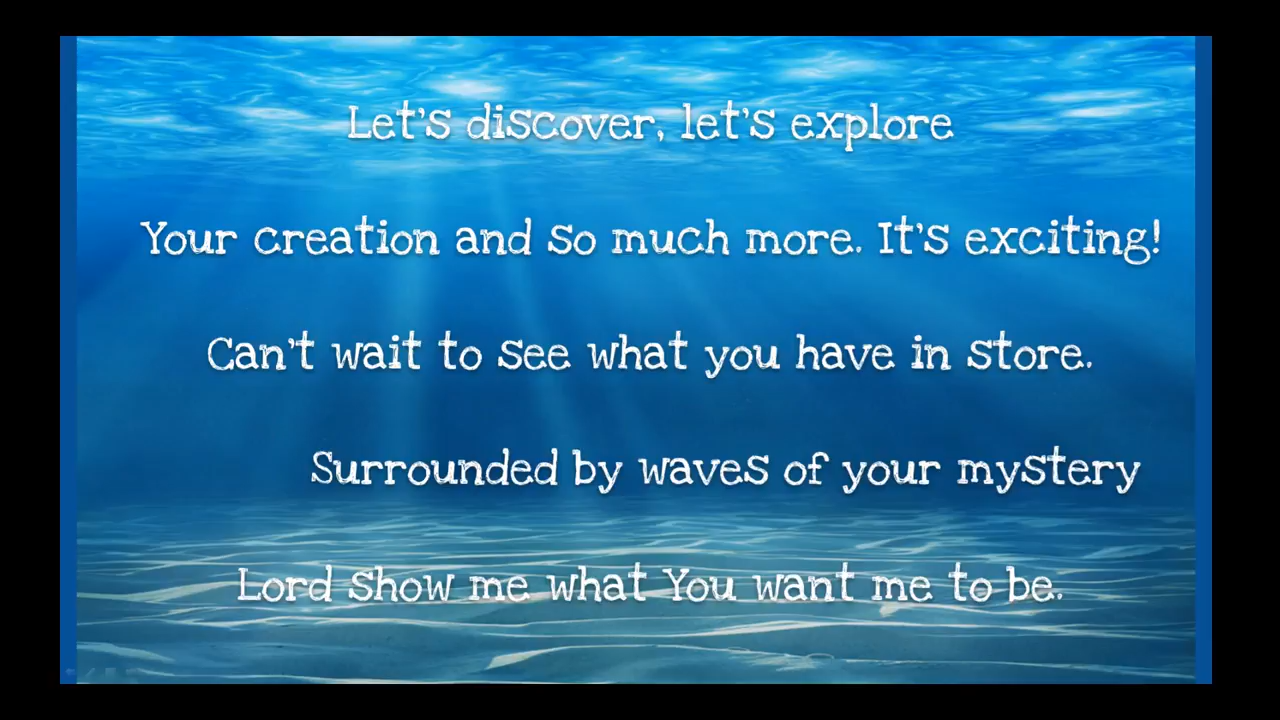 Let's discover, let's explore
Your creation and so much more. It's exciting!
Can't wait to see what you have in store.
Surrounded by waves of your mystery
Lord show me what You want me to be.